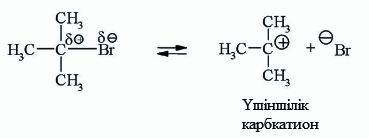 CH₃ CH₃
H₃C—C—Br ⇌ H₃C—C⊕ + ⊖Br
δ⊕ δ⊖
CH₃ CH₃
Үшіншілік
карбкатион